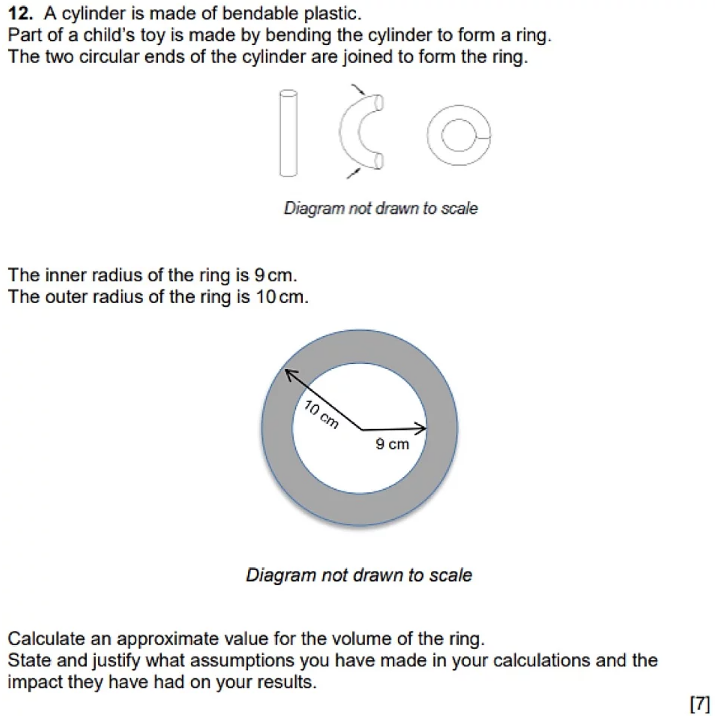 12. A cylinder is made of bendable plastic.
Part of a child's toy is made by bending the cylinder to form a ring.
The two circular ends of the cylinder are joined to form the ring.
Diagram not drawn to scale
The inner radius of the ring is 9 cm.
The outer radius of the ring is 10 cm.
10 cm
9 cm
Diagram not drawn to scale
Calculate an approximate value for the volume of the ring.
State and justify what assumptions you have made in your calculations and the
impact they have had on your results.
[7]